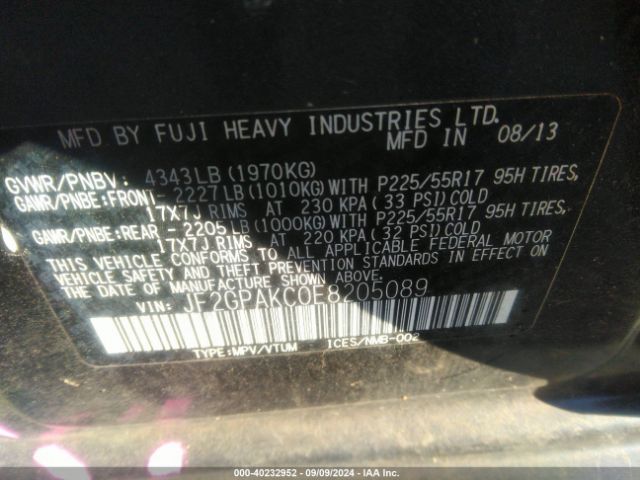 MFD BY FUJI HEAVY INDUSTRIES LTD.
MFD IN 08/13
GVWR/PNBV: 4343LB (1970KG)
GAWR/PNBE:FRONT- 2227LB (1010KG) WITH P225/55R17 95H TIRES,
17X7J RIMS AT 230 KPA (33 PSI) COLD
GAWR/PNBE:REAR - 2205LB (1000KG) WITH P225/55R17 95H TIRES,
17X7J RIMS AT 220 KPA (32 PSI) COLD
THIS VEHICLE CONFORMS TO ALL APPLICABLE FEDERAL MOTOR
VEHICLE SAFETY AND THEFT PREVENTION STANDARDS IN EFFECT ON
THE DATE OF MANUFACTURE SHOWN ABOVE.
VIN: JF2GPAKC0E8205089
TYPE:MPV/VTUM ICES/NMB-002
000-40232952 - 09/09/2024 - IAA Inc.